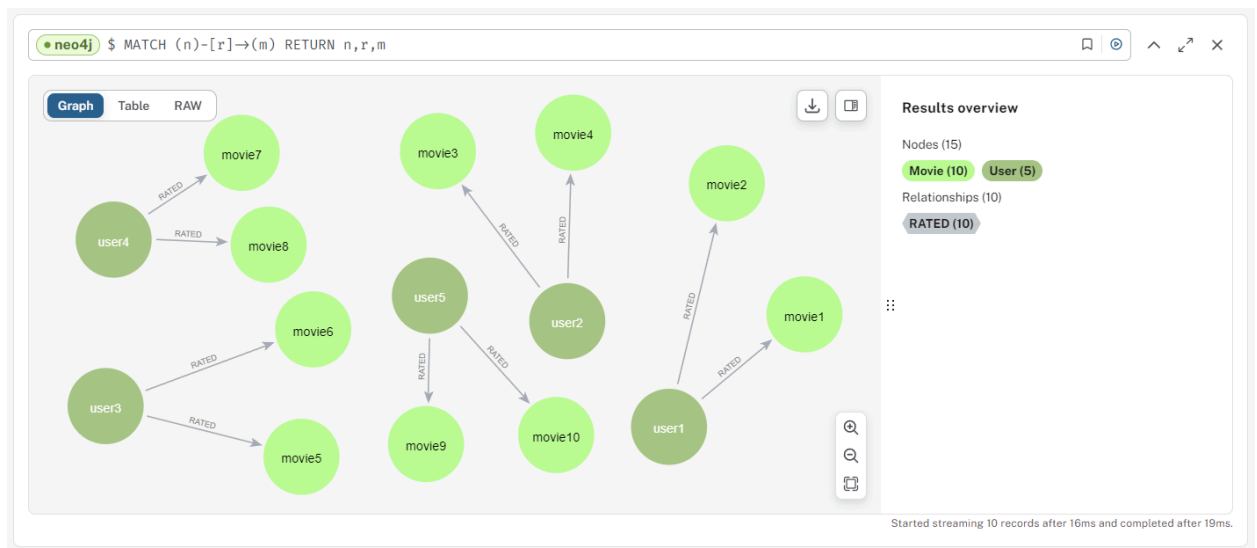 neo4j $ MATCH (n)-[r]→(m) RETURN n,r,m
Graph Table RAW
movie7
movie3
movie4
movie2
RATED
user4
RATED
movie8
RATED
RATED
user5
user2
movie6
RATED
movie1
RATED
RATED
RATED
RATED
user3
RATED
movie5
movie9
movie10
user1
Results overview
Nodes (15)
Movie (10) User (5)
Relationships (10)
RATED (10)
Started streaming 10 records after 16ms and completed after 19ms.